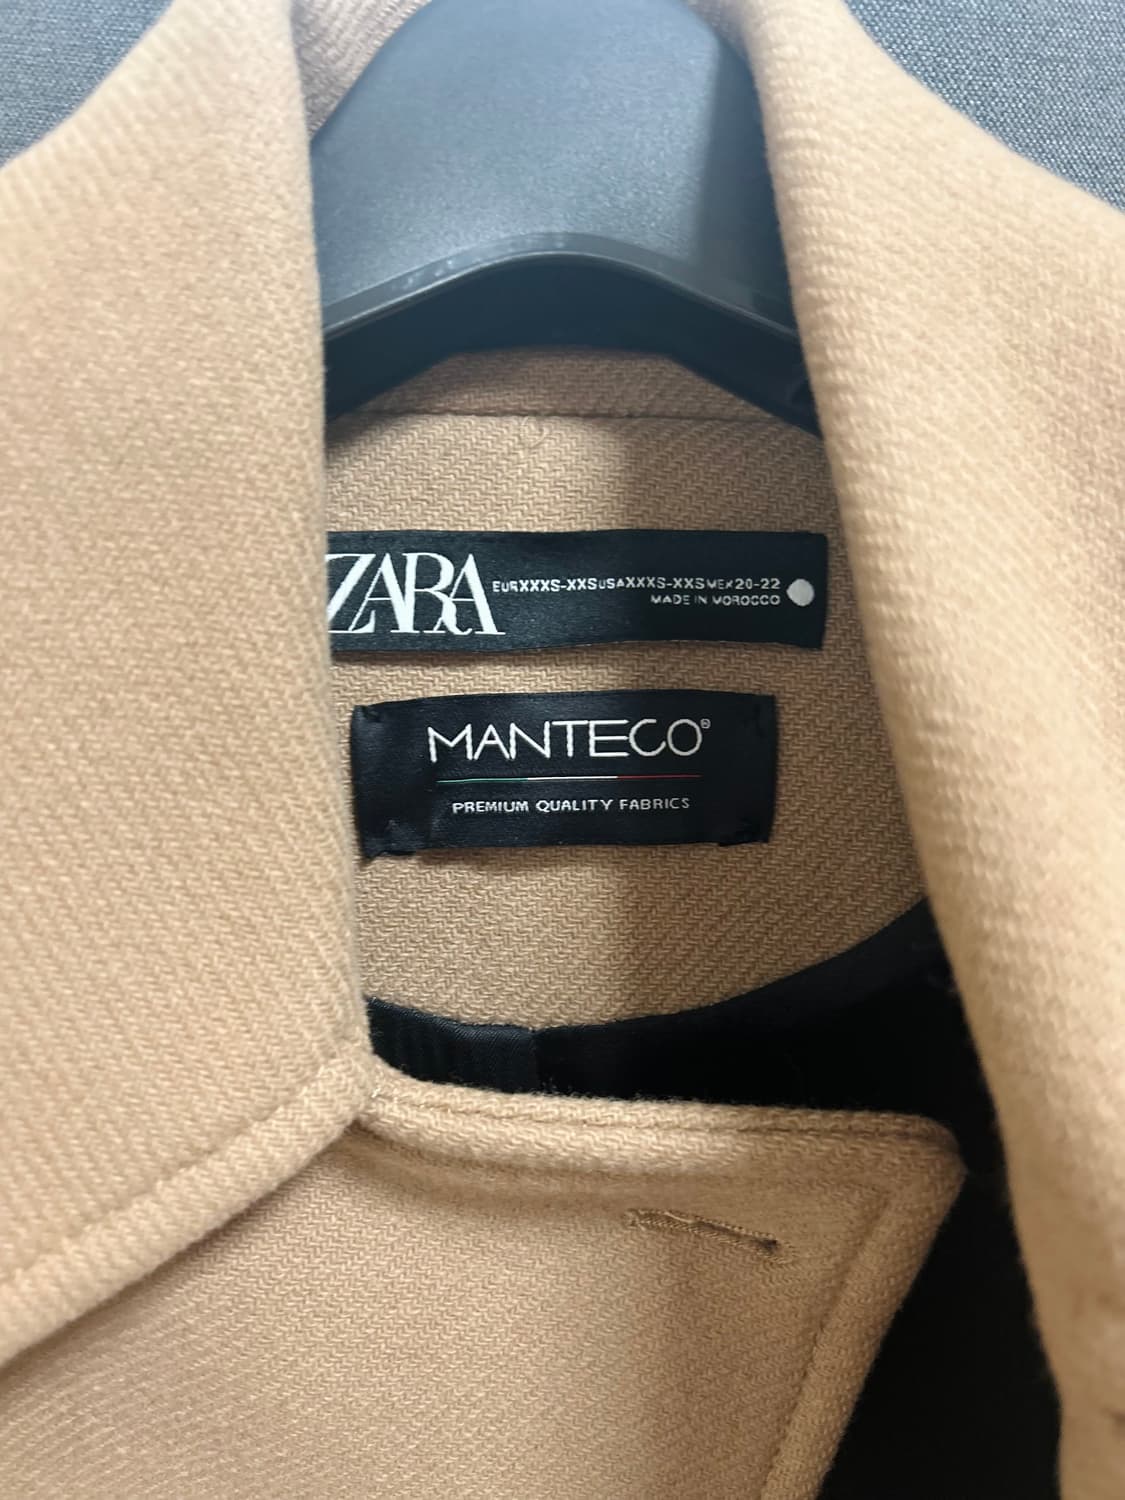 ZARA EUR XXXS-XXS USA XXXS-XXS MEX 20-22
MADE IN MOROCCO
MANTECO®
PREMIUM QUALITY FABRICS